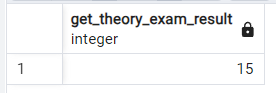 get_theory_exam_result
integer
1 15